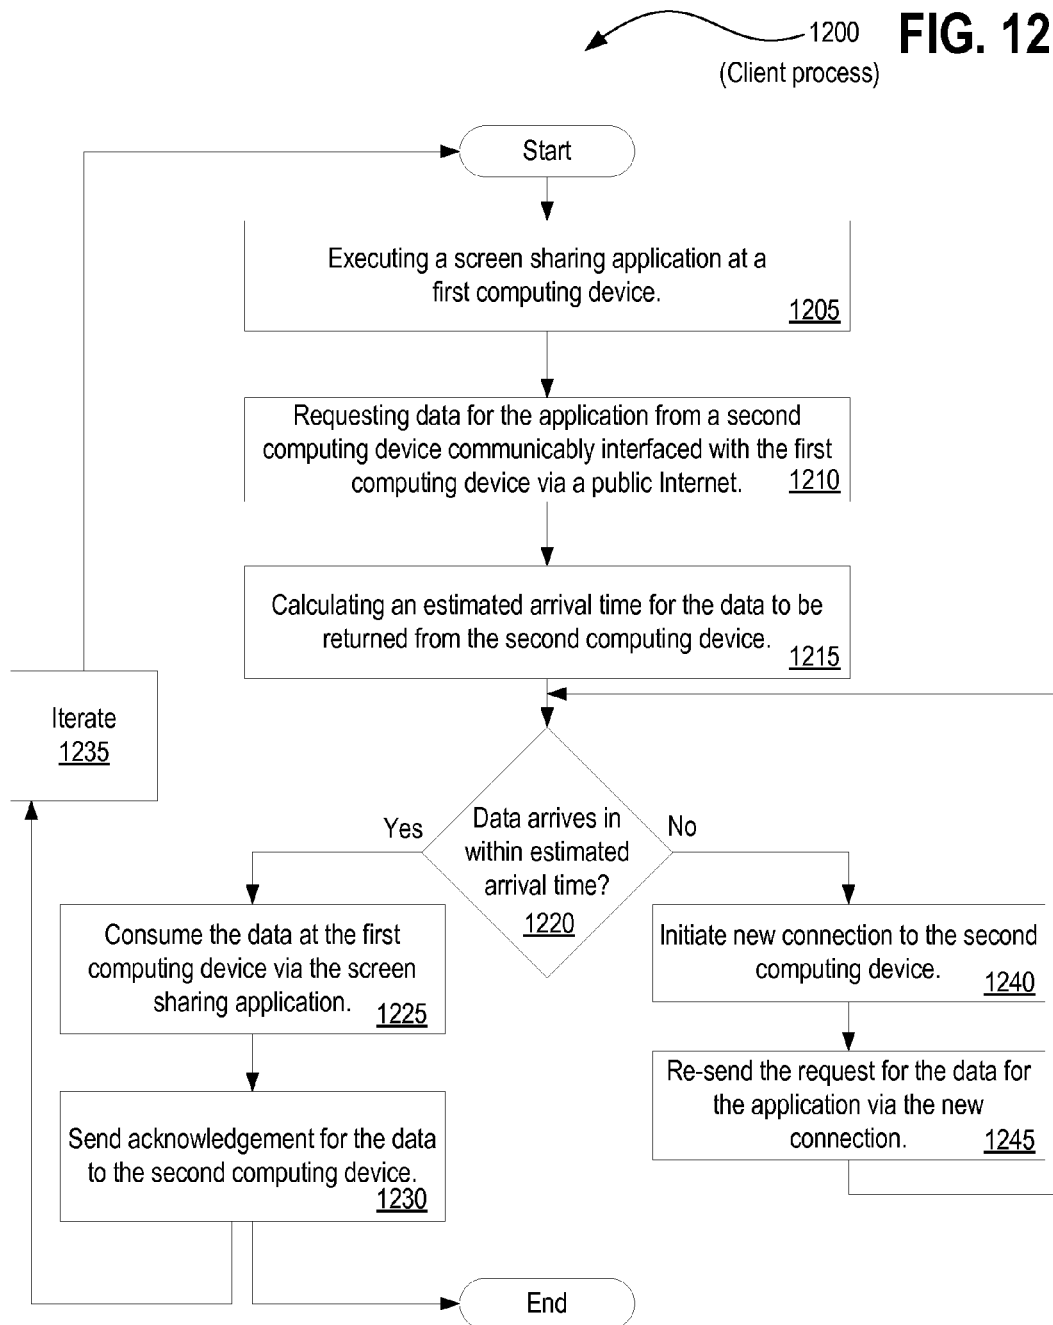 1200
FIG. 12
(Client process)
Start
Executing a screen sharing application at a
first computing device.
1205
Requesting data for the application from a second
computing device communicably interfaced with the first
computing device via a public Internet.
1210
Calculating an estimated arrival time for the data to be
returned from the second computing device.
1215
Iterate
1235
Yes
Data arrives in
within estimated
arrival time?
1220
No
Consume the data at the first
computing device via the screen
sharing application.
1225
Initiate new connection to the second
computing device.
1240
Send acknowledgement for the data
to the second computing device.
1230
Re-send the request for the data for
the application via the new
connection.
1245
End